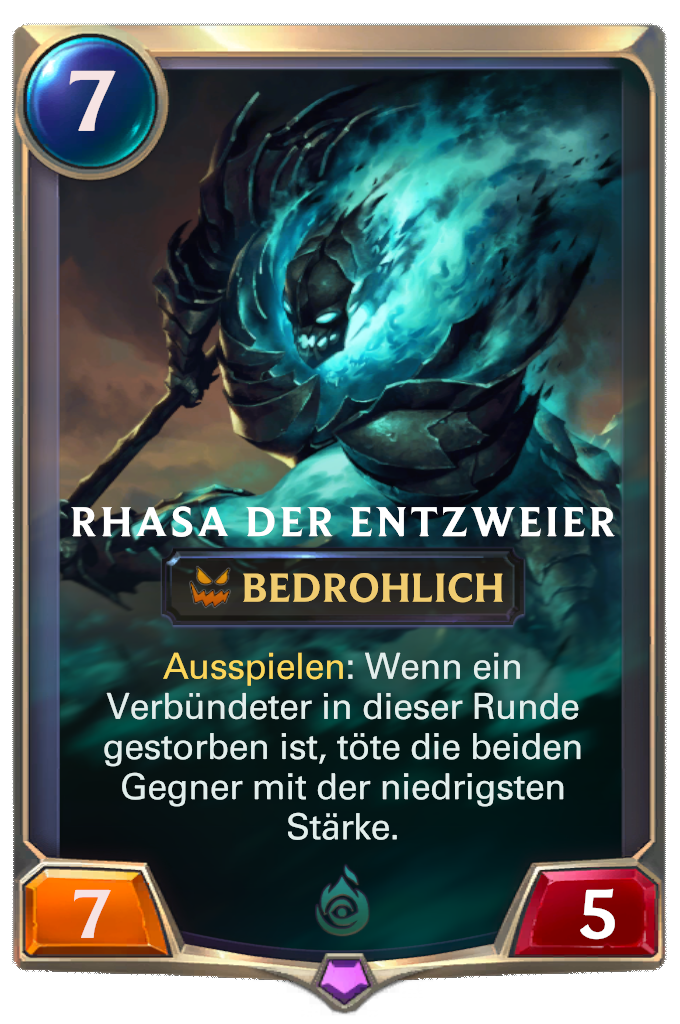 7
RHASA DER ENTZWEIER
BEDROHLICH
Ausspielen: Wenn ein
Verbündeter in dieser Runde
gestorben ist, töte die beiden
Gegner mit der niedrigsten
Stärke.
7
5